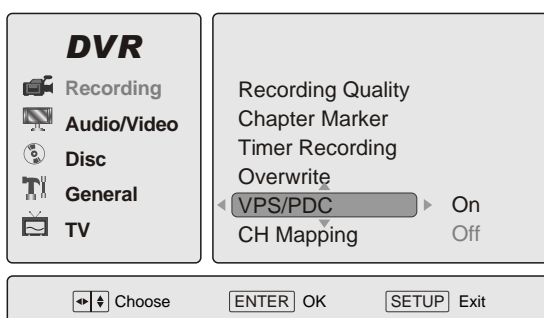 DVR
Recording
Audio/Video
Disc
General
TV
Recording Quality
Chapter Marker
Timer Recording
Overwrite
VPS/PDC On
CH Mapping Off
Choose ENTER OK SETUP Exit